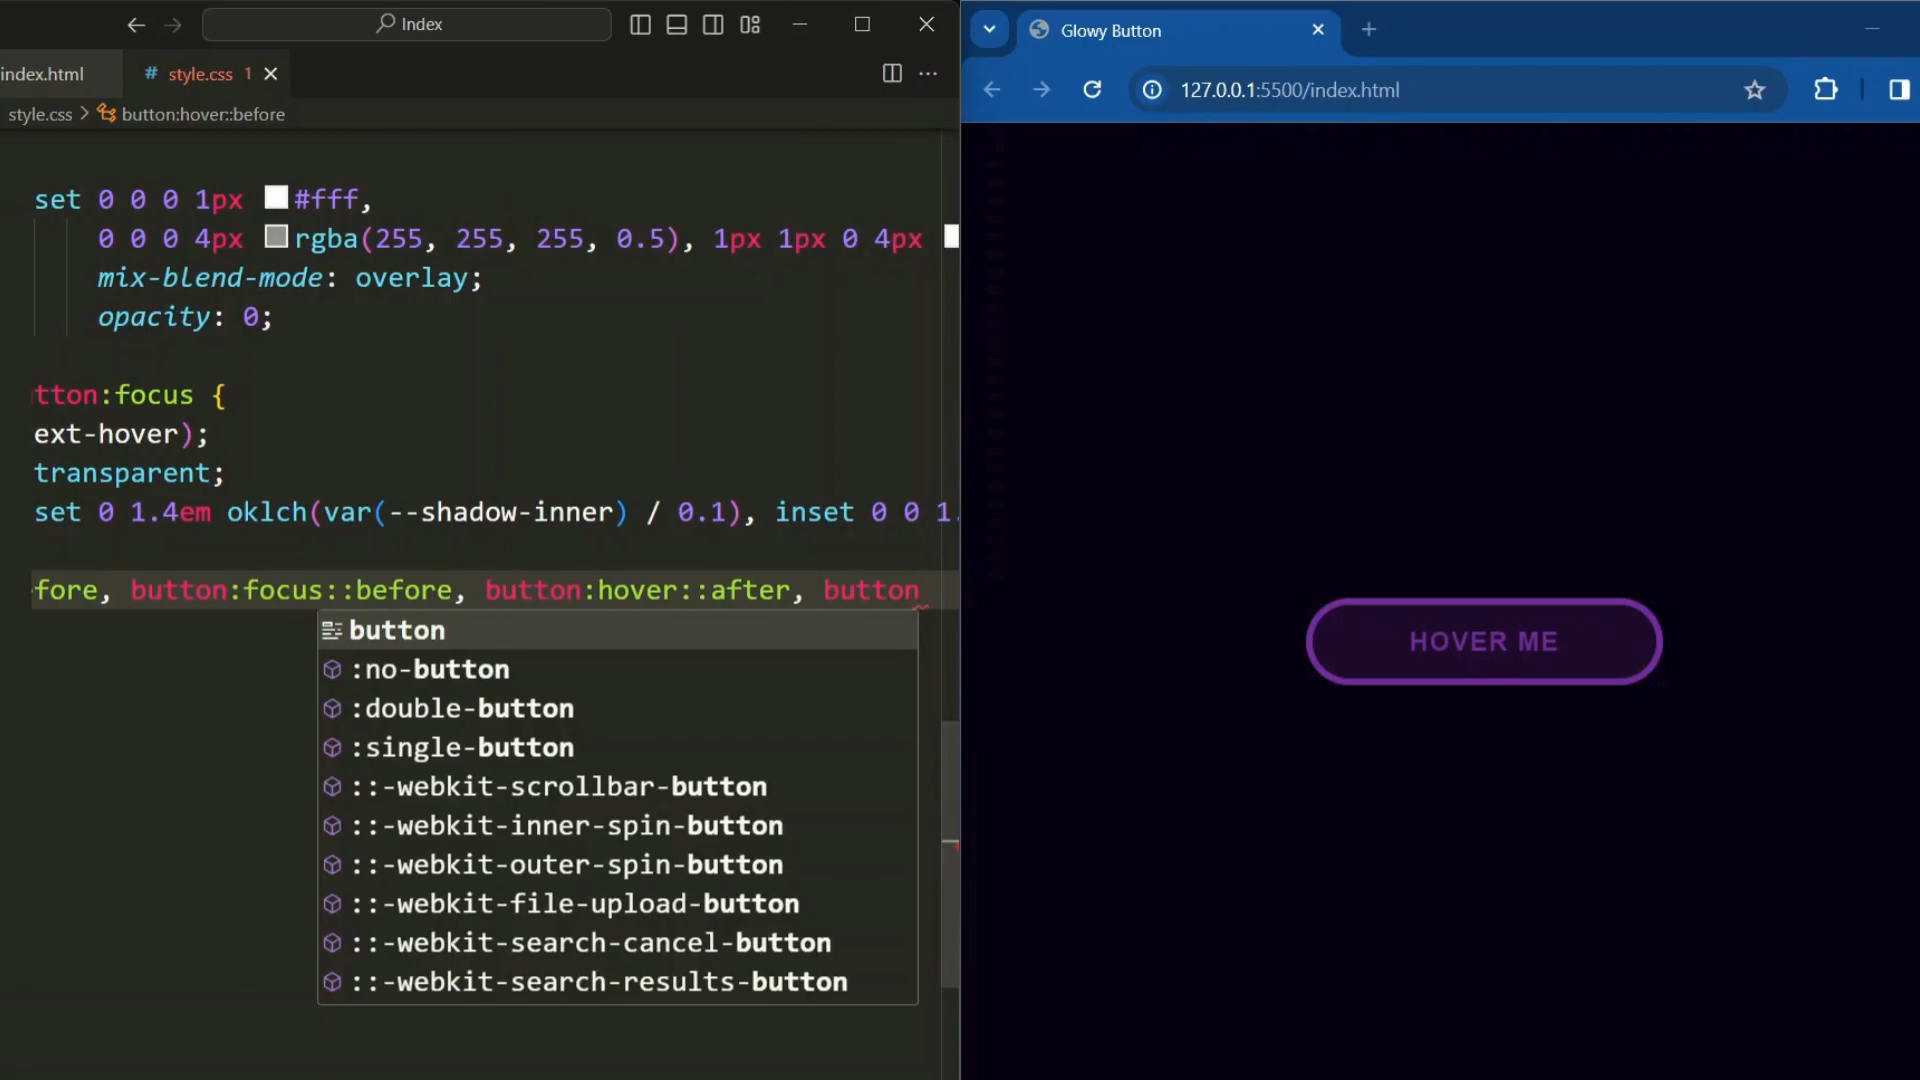 Index
index.html
# style.css 1
style.css > button:hover::before
set 0 0 0 1px #fff,
0 0 0 4px rgba(255, 255, 255, 0.5), 1px 1px 0 4px
mix-blend-mode: overlay;
opacity: 0;
tton:focus {
ext-hover);
transparent;
set 0 1.4em oklch(var(--shadow-inner) / 0.1), inset 0 0 1.
fore, button:focus::before, button:hover::after, button
button
:no-button
:double-button
:single-button
::-webkit-scrollbar-button
::-webkit-inner-spin-button
::-webkit-outer-spin-button
::-webkit-file-upload-button
::-webkit-search-cancel-button
::-webkit-search-results-button
Glowy Button
127.0.0.1:5500/index.html
HOVER ME